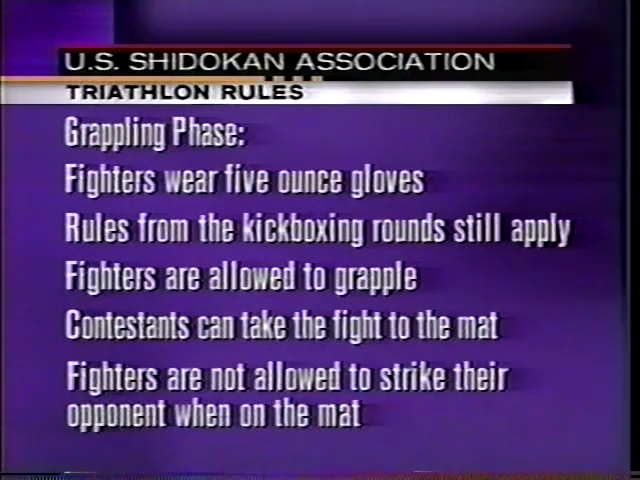 U.S. SHIDOKAN ASSOCIATION
TRIATHLON RULES
Grappling Phase:
Fighters wear five ounce gloves
Rules from the kickboxing rounds still apply
Fighters are allowed to grapple
Contestants can take the fight to the mat
Fighters are not allowed to strike their
opponent when on the mat